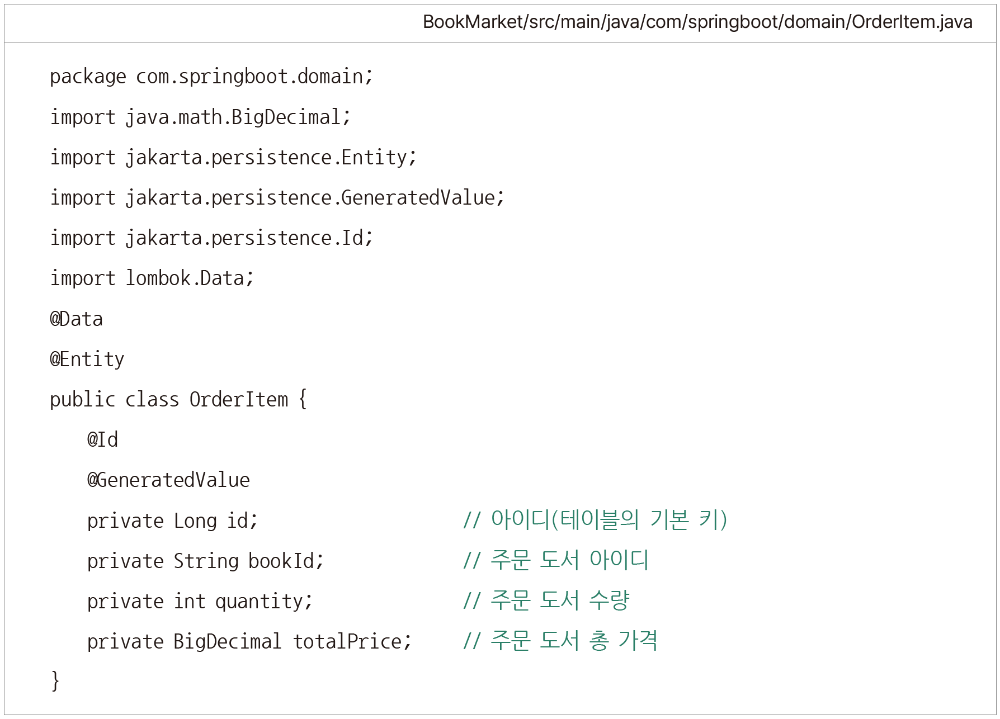 BookMarket/src/main/java/com/springboot/domain/OrderItem.java
package com.springboot.domain;
import java.math.BigDecimal;
import jakarta.persistence.Entity;
import jakarta.persistence.GeneratedValue;
import jakarta.persistence.Id;
import lombok.Data;
@Data
@Entity
public class OrderItem {
@Id
@GeneratedValue
private Long id; // 아이디(테이블의 기본 키)
private String bookId; // 주문 도서 아이디
private int quantity; // 주문 도서 수량
private BigDecimal totalPrice; // 주문 도서 총 가격
}